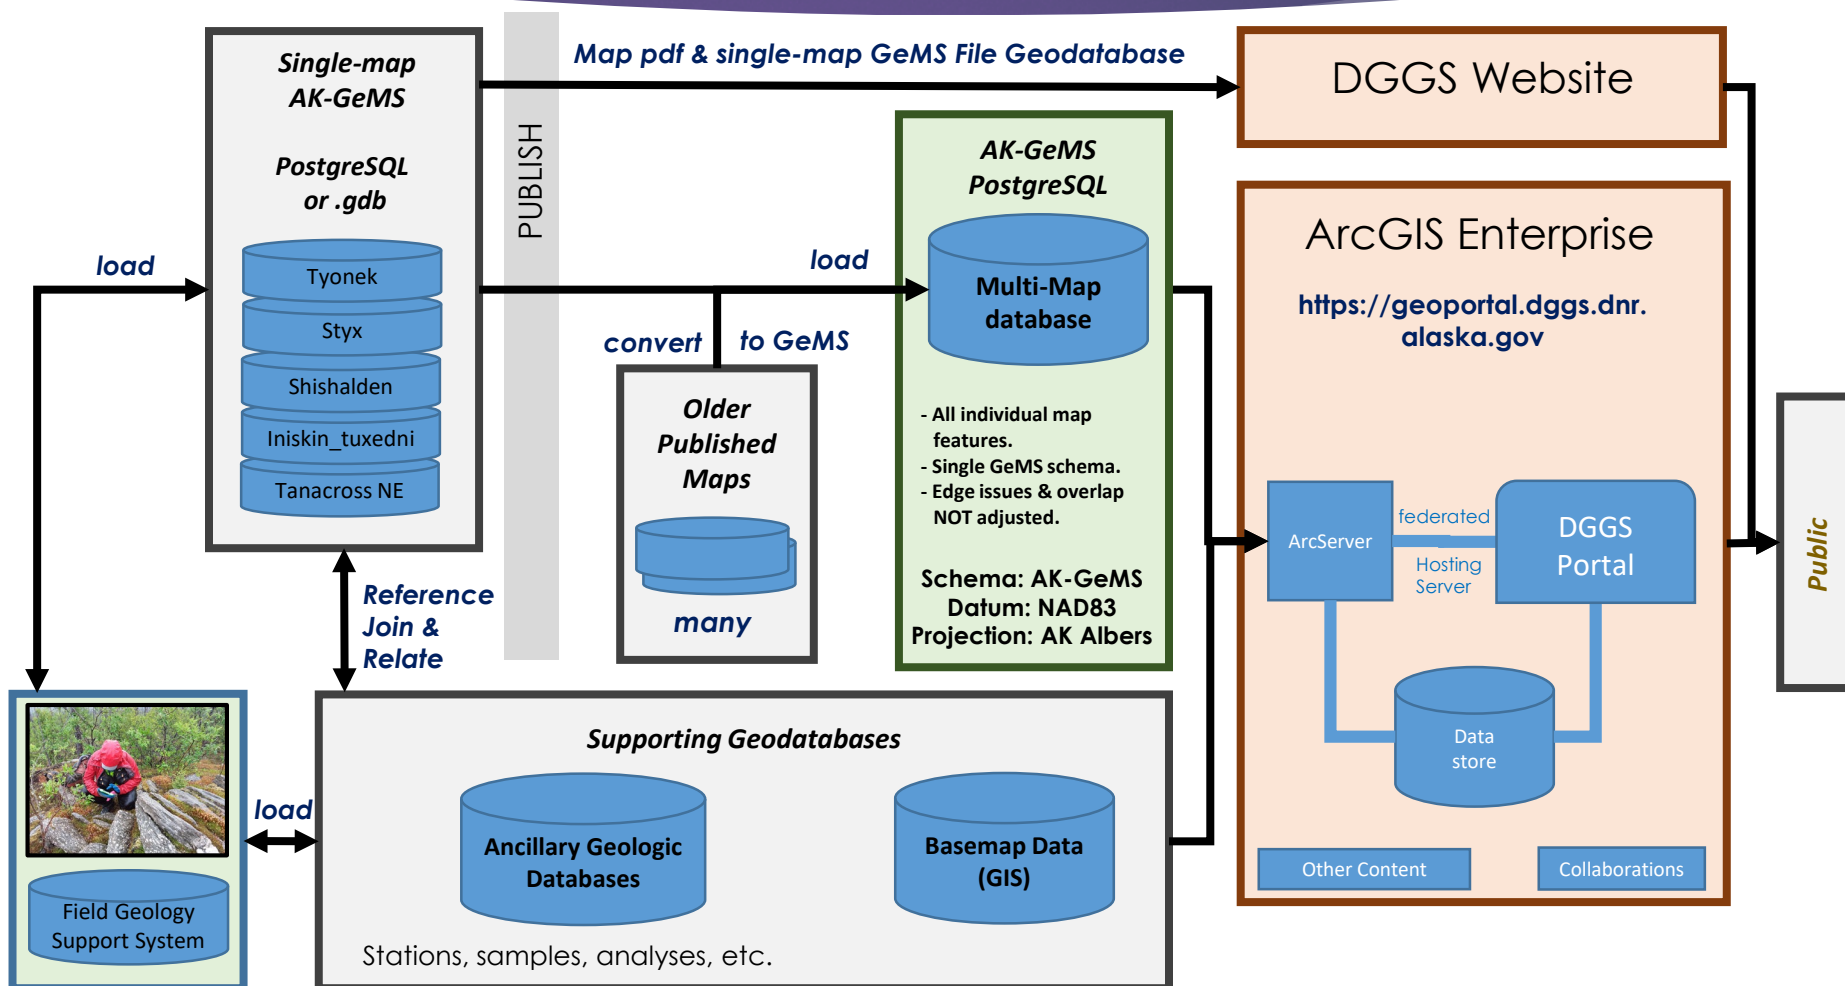 Single-map
AK-GeMS
PostgreSQL
or .gdb
Tyonek
Styx
Shishalden
Iniskin_tuxedni
Tanacross NE
load
PUBLISH
Map pdf & single-map GeMS File Geodatabase
DGGS Website
load
convert
to GeMS
Older
Published
Maps
many
AK-GeMS
PostgreSQL
Multi-Map
database
- All individual map
features.
- Single GeMS schema.
- Edge issues & overlap
NOT adjusted.
Schema: AK-GeMS
Datum: NAD83
Projection: AK Albers
ArcGIS Enterprise
https://geoportal.dggs.dnr.
alaska.gov
ArcServer
federated
Hosting
Server
DGGS
Portal
Data
store
Other Content
Collaborations
Public
Reference
Join &
Relate
load
Field Geology
Support System
Supporting Geodatabases
Ancillary Geologic
Databases
Basemap Data
(GIS)
Stations, samples, analyses, etc.